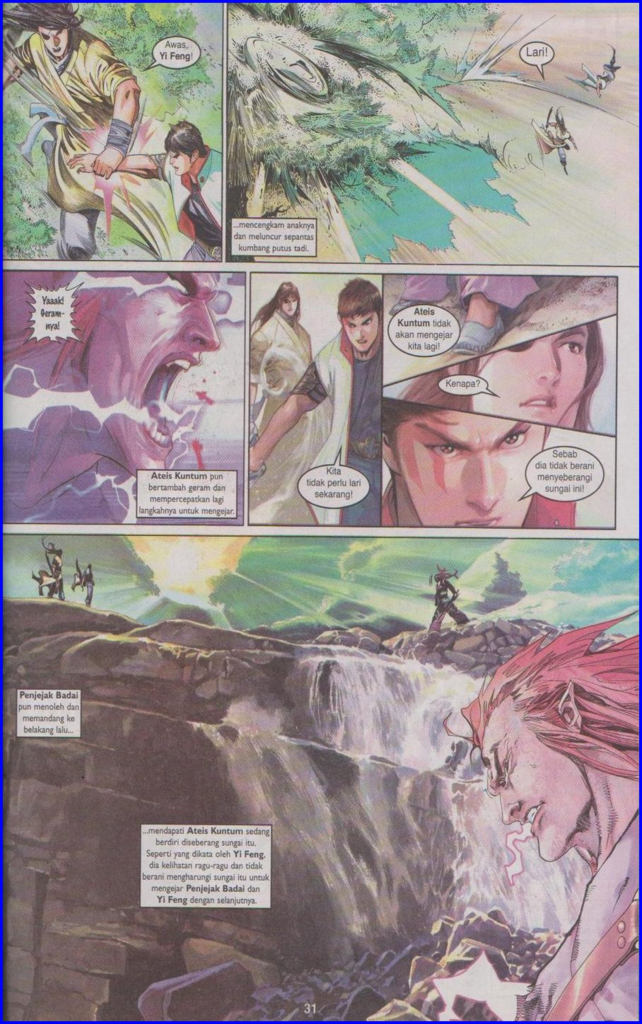 Awas,
Yi Feng!
Lari!
...mencengkam anaknya
dan meluncur sepantas
kumbang putus tadi.
Yaaak!
Geram-
nya!
Ateis Kuntum pun
bertambah geram dan
mempercepatkan lagi
langkahnya untuk mengejar.
Kita
tidak perlu lari
sekarang!
Ateis
Kuntum tidak
akan mengejar
kita lagi!
Kenapa?
Sebab
dia tidak berani
menyeberangi
sungai ini!
Penjejak Badai
pun menoleh dan
memandang ke
belakang lalu...
...mendapati Ateis Kuntum sedang
berdiri diseberang sungai itu.
Seperti yang dikata oleh Yi Feng,
dia kelihatan ragu-ragu dan tidak
berani mengharungi sungai itu untuk
mengejar Penjejak Badai dan
Yi Feng dengan selanjutnya.
31